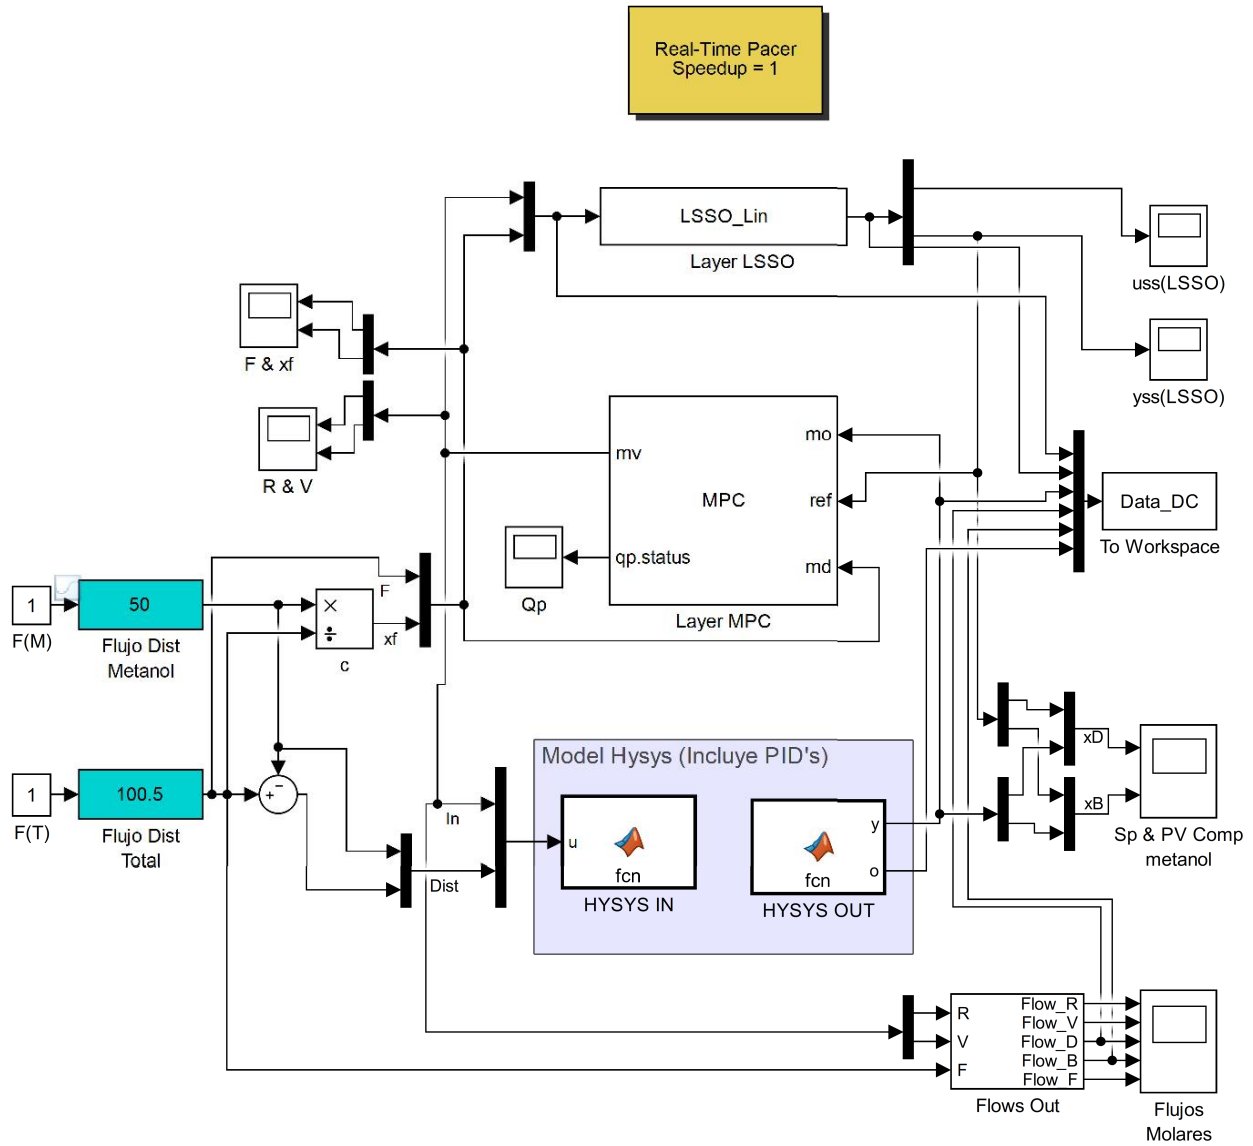 Real-Time Pacer
Speedup = 1
LSSO_Lin
Layer LSSO
uss(LSSO)
F & xf
yss(LSSO)
mo
mv
R & V
MPC
ref
Data_DC
To Workspace
qp.status
md
Qp
Layer MPC
F
1
F(M)
50
Flujo Dist
Metanol
×
÷
xf
c
xD
xB
Sp & PV Comp
metanol
1
F(T)
100.5
Flujo Dist
Total
+
−
In
Dist
Model Hysys (Incluye PID's)
u
fcn
HYSYS IN
y
o
fcn
HYSYS OUT
R
V
F
Flow_R
Flow_V
Flow_D
Flow_B
Flow_F
Flows Out
Flujos
Molares